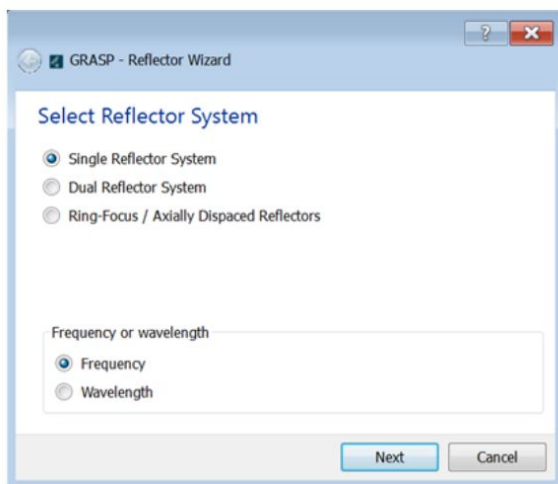 ?
GRASP - Reflector Wizard
Select Reflector System
Single Reflector System
Dual Reflector System
Ring-Focus / Axially Dispaced Reflectors
Frequency or wavelength
Frequency
Wavelength
Next Cancel